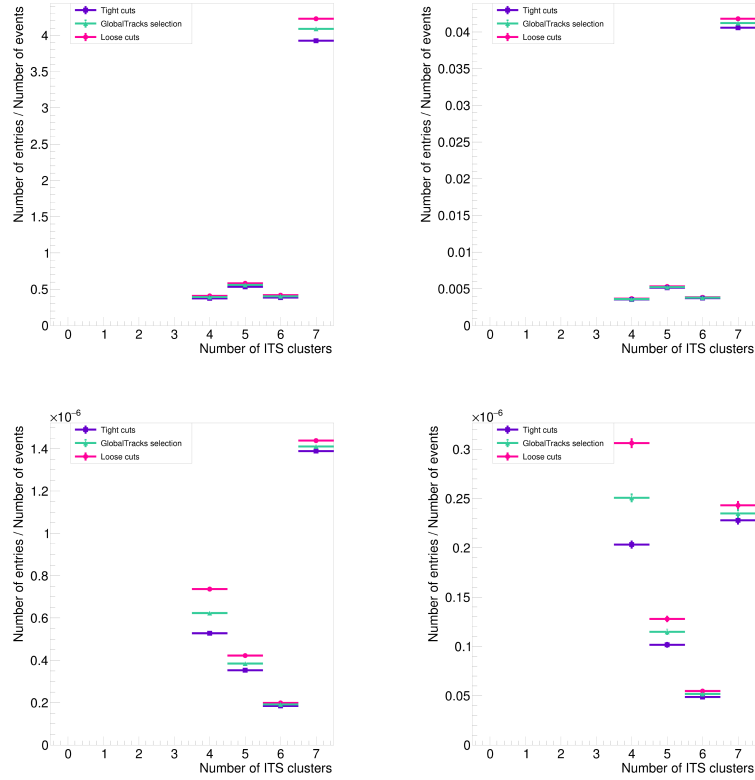 Number of entries / Number of events
4
3.5
3
2.5
2
1.5
1
0.5
0
Tight cuts
GlobalTracks selection
Loose cuts
0 1 2 3 4 5 6 7
Number of ITS clusters
Number of entries / Number of events
0.04
0.035
0.03
0.025
0.02
0.015
0.01
0.005
0
Tight cuts
GlobalTracks selection
Loose cuts
0 1 2 3 4 5 6 7
Number of ITS clusters
×10⁻⁶
Number of entries / Number of events
1.4
1.2
1
0.8
0.6
0.4
0.2
0
Tight cuts
GlobalTracks selection
Loose cuts
0 1 2 3 4 5 6 7
Number of ITS clusters
×10⁻⁶
Number of entries / Number of events
0.3
0.25
0.2
0.15
0.1
0.05
0
Tight cuts
GlobalTracks selection
Loose cuts
0 1 2 3 4 5 6 7
Number of ITS clusters